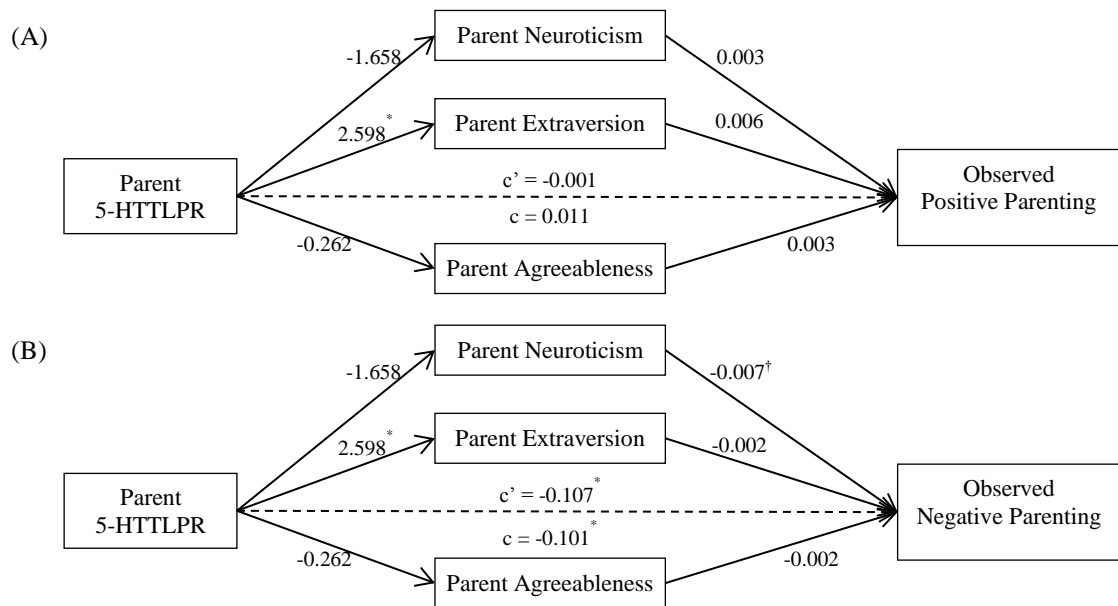 (A)
Parent Neuroticism
-1.658
0.003
Parent Extraversion
2.598*
0.006
Parent
5-HTTLPR
c’ = -0.001
c = 0.011
Observed
Positive Parenting
-0.262
Parent Agreeableness
0.003
(B)
Parent Neuroticism
-1.658
-0.007†
Parent Extraversion
2.598*
-0.002
Parent
5-HTTLPR
c’ = -0.107*
c = -0.101*
Observed
Negative Parenting
-0.262
Parent Agreeableness
-0.002